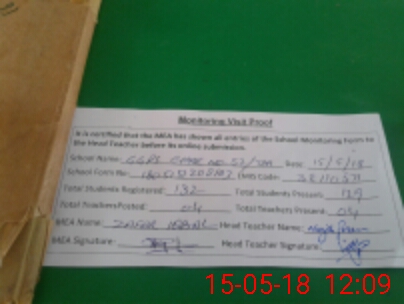 Monitoring Visit Proof
It is certified that the MEA has shown all entries of the School Monitoring Form to
the Head Teacher before its online submission.
School Name: GGPS Date: 15/5/18
School Form No: EMIS Code:
Total Students Registered: 132 Total Students Present: 129
Total Teachers Posted: 04 Total Teachers Present: 04
MEA Name: ZAFAR IQBAL Head Teacher Name:
MEA Signature: Head Teacher Signature:
15-05-18 12:09